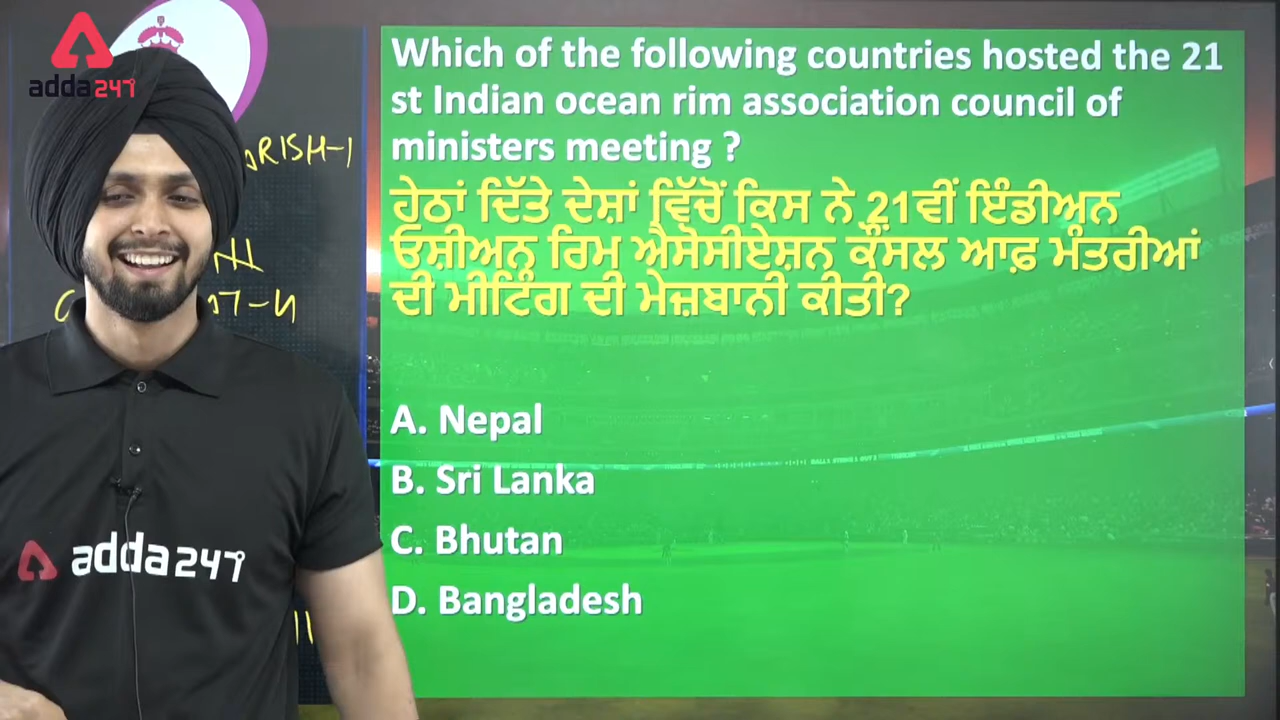 adda247
Which of the following countries hosted the 21
st Indian ocean rim association council of
ministers meeting ?
ਹੇਠਾਂ ਦਿੱਤੇ ਦੇਸ਼ਾਂ ਵਿੱਚੋਂ ਕਿਸ ਨੇ 21ਵੀਂ ਇੰਡੀਅਨ
ਓਸ਼ੀਅਨ ਰਿਮ ਐਸੋਸੀਏਸ਼ਨ ਕੌਂਸਲ ਆਫ਼ ਮੰਤਰੀਆਂ
ਦੀ ਮੀਟਿੰਗ ਦੀ ਮੇਜ਼ਬਾਨੀ ਕੀਤੀ?
A. Nepal
B. Sri Lanka
C. Bhutan
D. Bangladesh
adda247